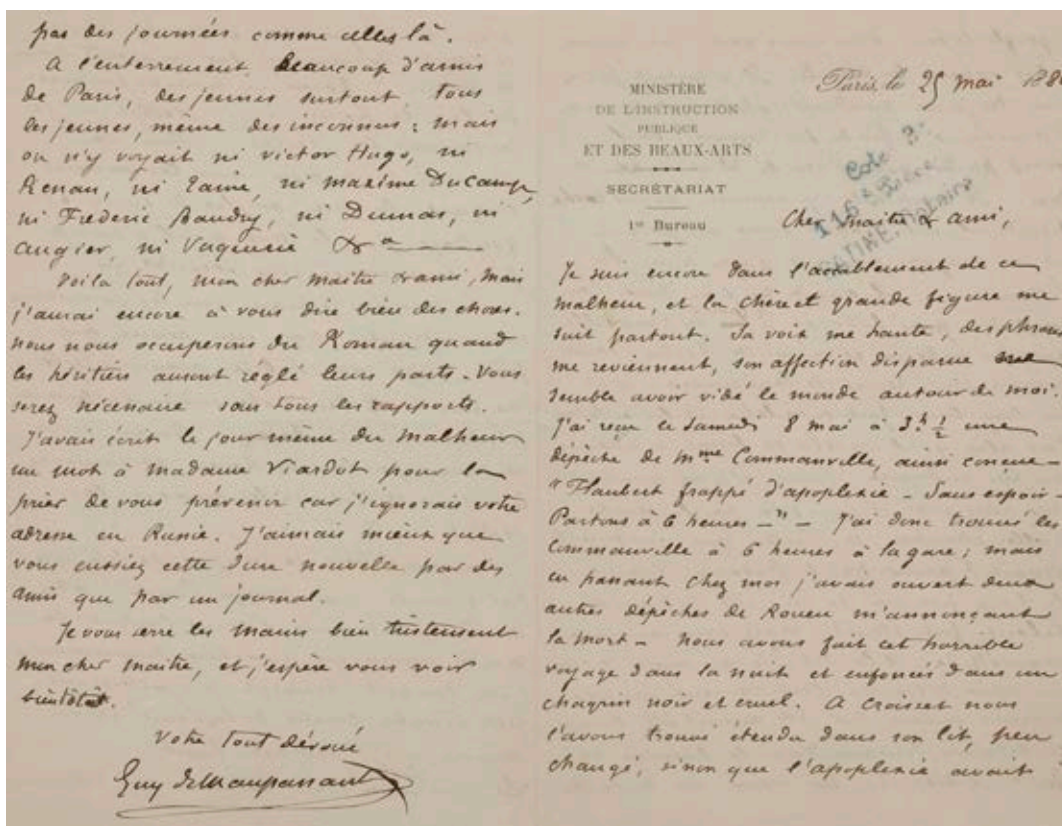 pas des journées comme celles là.
A l'enterrement, beaucoup d'amis
de Paris, des jeunes surtout, tous
les jeunes, même des inconnus ; mais
on n'y voyait ni Victor Hugo, ni
Renan, ni Taine, ni Maxime DuCamp,
ni Frédéric Baudry, ni Dumas, ni
Augier, ni Vaquerie &a
Voilà tout, mon cher maître & ami, mais
j'aurai encore à vous dire bien des choses.
Nous nous occuperons du Roman quand
les héritiers auront réglé leurs parts. Vous
serez nécessaire sous tous les rapports.
J'avais écrit le jour même du malheur
un mot à madame Viardot pour la
prier de vous prévenir car j'ignorais votre
adresse en Russie. J'aimais mieux que
vous eussiez cette dure nouvelle par des
amis que par un journal.
Je vous serre les mains bien tristement
mon cher maître, et j'espère vous voir
bientôt.
Votre tout dévoué
Guy de Maupassant
MINISTÈRE
DE L'INSTRUCTION
PUBLIQUE
ET DES BEAUX-ARTS
SECRÉTARIAT
1er Bureau
Paris, le 25 mai 188
Cote 3
116e Pièce
Notaire
Cher maître & ami,
Je suis encore dans l'accablement de ce
malheur, et la chère et grande figure me
suit partout. Sa voix me hante, des phrases
me reviennent, son affection disparue me
semble avoir vidé le monde autour de moi.
J'ai reçu le Samedi 8 mai à 3h ½ une
dépêche de Mme Commanville, ainsi conçue –
"Flaubert frappé d'apoplexie – Sans espoir –
Partons à 6 heures –" – J'ai donc trouvé les
Commanville à 6 heures à la gare ; mais
en passant chez moi j'avais ouvert deux
autres dépêches de Rouen m'annonçant
la mort – Nous avons fait cet horrible
voyage dans la nuit et enfoncés dans un
chagrin noir et cruel. A Croisset nous
l'avons trouvé étendu dans son lit, peu
changé, sinon que l'apoplexie avait